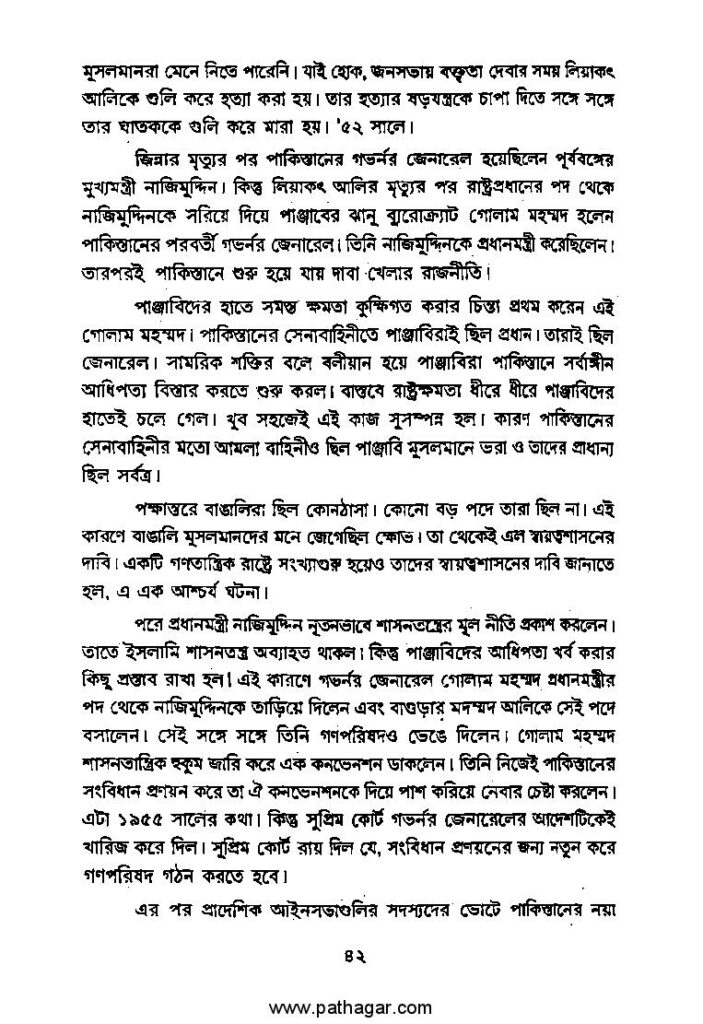 মুসলমানরা মেনে নিতে পারেনি। যাই হোক, জনসভায় বক্তৃতা দেবার সময় লিয়াকৎ
আলিকে গুলি করে হত্যা করা হয়। তার হত্যার ষড়যন্ত্রকে চাপা দিতে সঙ্গে সঙ্গে
তার ঘাতককে গুলি করে মারা হয়। '৫২ সালে।
জিন্নার মৃত্যুর পর পাকিস্তানের গভর্নর জেনারেল হয়েছিলেন পূর্ববঙ্গের
মুখ্যমন্ত্রী নাজিমুদ্দিন। কিন্তু লিয়াকৎ আলির মৃত্যুর পর রাষ্ট্রপ্রধানের পদ থেকে
নাজিমুদ্দিনকে সরিয়ে দিয়ে পাঞ্জাবের ঝানু ব্যুরোক্র্যাট গোলাম মহম্মদ হলেন
পাকিস্তানের পরবর্তী গভর্নর জেনারেল। তিনি নাজিমুদ্দিনকে প্রধানমন্ত্রী করেছিলেন।
তারপরই পাকিস্তানে শুরু হয়ে যায় দাবা খেলার রাজনীতি।
পাঞ্জাবিদের হাতে সমস্ত ক্ষমতা কুক্ষিগত করার চিন্তা প্রথম করেন এই
গোলাম মহম্মদ। পাকিস্তানের সেনাবাহিনীতে পাঞ্জাবিরাই ছিল প্রধান। তারাই ছিল
জেনারেল। সামরিক শক্তির বলে বলীয়ান হয়ে পাঞ্জাবিরা পাকিস্তানে সর্বাঙ্গীন
আধিপত্য বিস্তার করতে শুরু করল। বাস্তবে রাষ্ট্রক্ষমতা ধীরে ধীরে পাঞ্জাবিদের
হাতেই চলে গেল। খুব সহজেই এই কাজ সুসম্পন্ন হল। কারণ পাকিস্তানের
সেনাবাহিনীর মতো আমলা বাহিনীও ছিল পাঞ্জাবি মুসলমানে ভরা ও তাদের প্রাধান্য
ছিল সর্বত্র।
পক্ষান্তরে বাঙালিরা ছিল কোনঠাসা। কোনো বড় পদে তারা ছিল না। এই
কারণে বাঙালি মুসলমানদের মনে জেগেছিল ক্ষোভ। তা থেকেই এল স্বায়ত্বশাসনের
দাবি। একটি গণতান্ত্রিক রাষ্ট্রে সংখ্যাগুরু হয়েও তাদের স্বায়ত্বশাসনের দাবি জানাতে
হল, এ এক আশ্চর্য ঘটনা।
পরে প্রধানমন্ত্রী নাজিমুদ্দিন নূতনভাবে শাসনতন্ত্রের মূল নীতি প্রকাশ করলেন।
তাতে ইসলামি শাসনতন্ত্র অব্যাহত থাকল। কিন্তু পাঞ্জাবিদের আধিপত্য খর্ব করার
কিছু প্রস্তাব রাখা হল। এই কারণে গভর্নর জেনারেল গোলাম মহম্মদ প্রধানমন্ত্রীর
পদ থেকে নাজিমুদ্দিনকে তাড়িয়ে দিলেন এবং বাগুড়ার মদম্মদ আলিকে সেই পদে
বসালেন। সেই সঙ্গে সঙ্গে তিনি গণপরিষদও ভেঙে দিলেন। গোলাম মহম্মদ
শাসনতান্ত্রিক হুকুম জারি করে এক কনভেনশন ডাকলেন। তিনি নিজেই পাকিস্তানের
সংবিধান প্রণয়ন করে তা ঐ কনভেনশনকে দিয়ে পাশ করিয়ে নেবার চেষ্টা করলেন।
এটা ১৯৫৫ সালের কথা। কিন্তু সুপ্রিম কোর্ট গভর্নর জেনারেলের আদেশটিকেই
খারিজ করে দিল। সুপ্রিম কোর্ট রায় দিল যে, সংবিধান প্রণয়নের জন্য নতুন করে
গণপরিষদ গঠন করতে হবে।
এর পর প্রাদেশিক আইনসভাগুলির সদস্যদের ভোটে পাকিস্তানের নয়া
৪২
www.pathagar.com